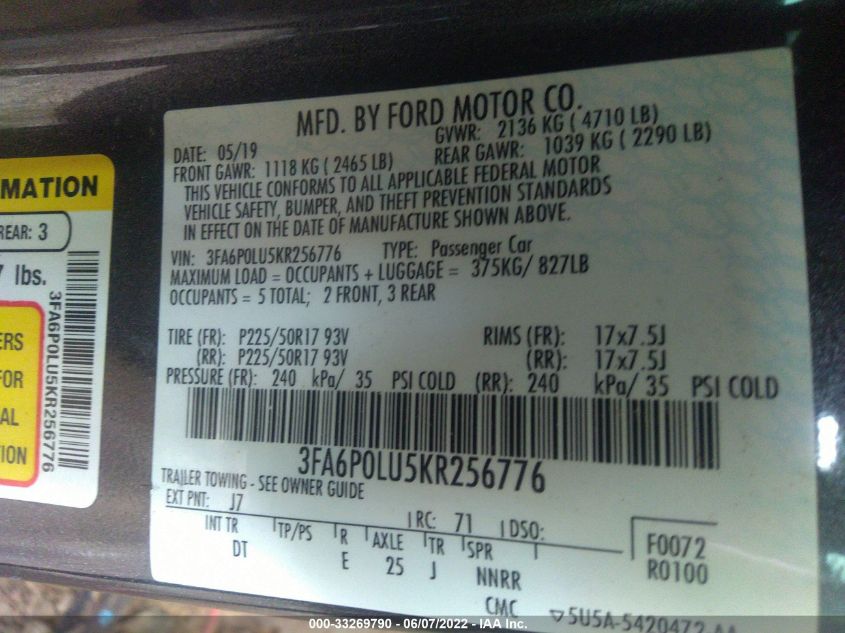 MFD. BY FORD MOTOR CO.
DATE: 05/19 GVWR: 2136 KG ( 4710 LB)
FRONT GAWR: 1118 KG ( 2465 LB) REAR GAWR: 1039 KG ( 2290 LB)
THIS VEHICLE CONFORMS TO ALL APPLICABLE FEDERAL MOTOR
VEHICLE SAFETY, BUMPER, AND THEFT PREVENTION STANDARDS
IN EFFECT ON THE DATE OF MANUFACTURE SHOWN ABOVE.
VIN: 3FA6P0LU5KR256776 TYPE: Passenger Car
MAXIMUM LOAD = OCCUPANTS + LUGGAGE = 375KG/ 827LB
OCCUPANTS = 5 TOTAL; 2 FRONT, 3 REAR
TIRE (FR): P225/50R17 93V RIMS (FR): 17x7.5J
(RR): P225/50R17 93V (RR): 17x7.5J
PRESSURE (FR): 240 kPa/ 35 PSI COLD (RR): 240 kPa/ 35 PSI COLD
3FA6P0LU5KR256776
TRAILER TOWING - SEE OWNER GUIDE
EXT PNT: J7 RC: 71 DSO:
INT TR TP/PS R AXLE TR SPR F0072
DT E 25 J NNRR R0100
CMC ▽5U5A-5420472-AA
MATION
REAR: 3
7 lbs.
3FA6P0LU5KR256776
ERS
FOR
AL
TION
000-33269790 - 06/07/2022 - IAA Inc.